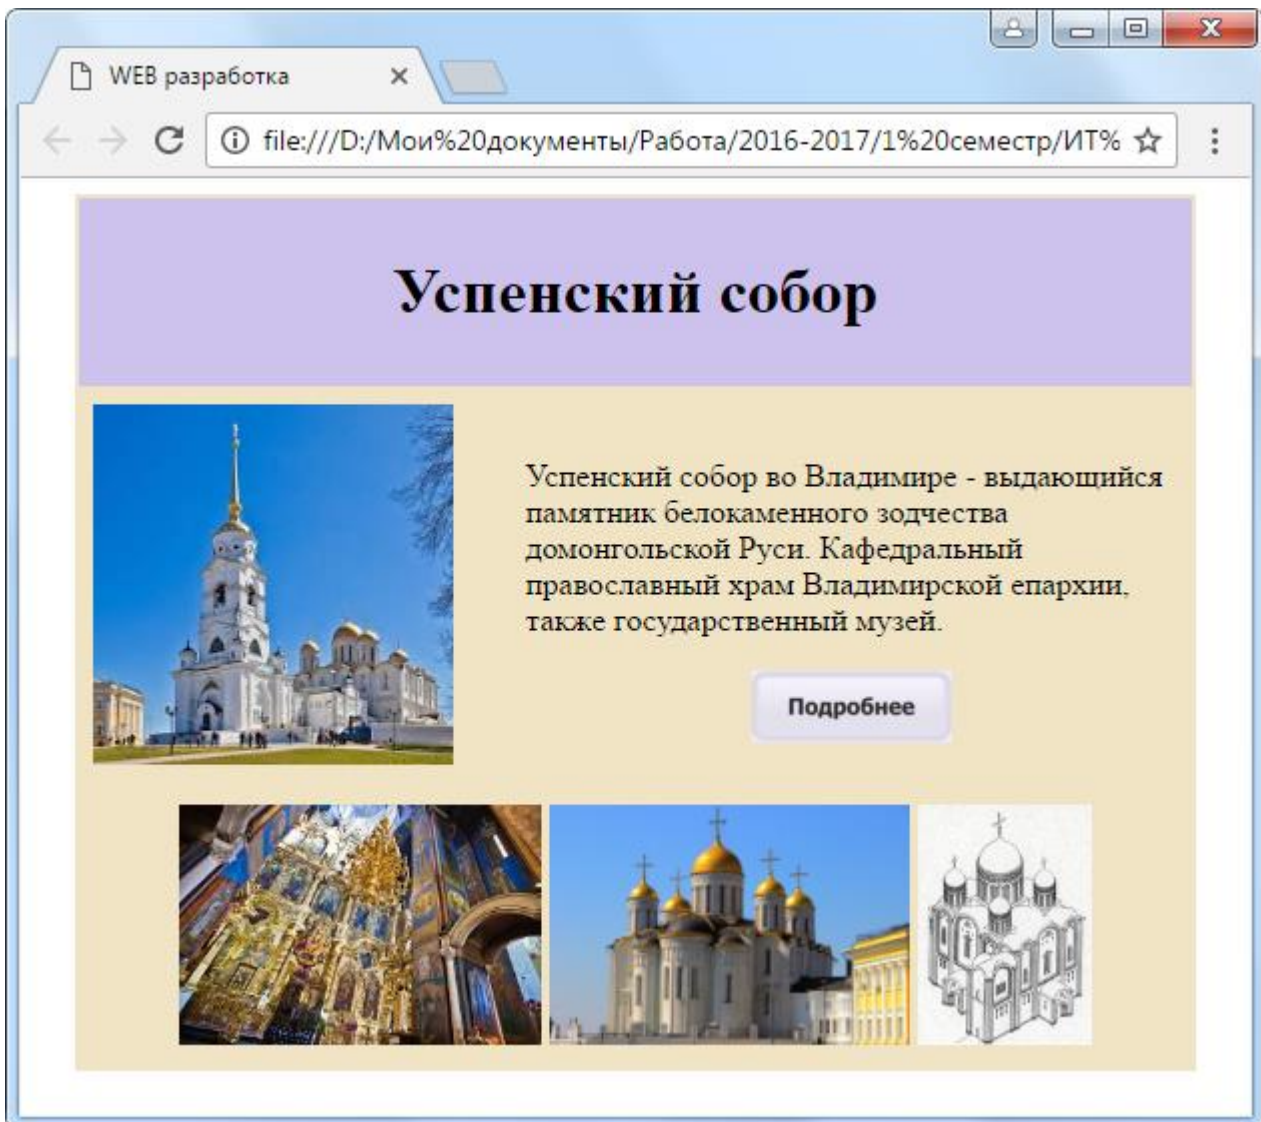 WEB разработка
file:///D:/Мои%20документы/Работа/2016-2017/1%20семестр/ИТ%
Успенский собор
Успенский собор во Владимире - выдающийся
памятник белокаменного зодчества
домонгольской Руси. Кафедральный
православный храм Владимирской епархии,
также государственный музей.
Подробнее